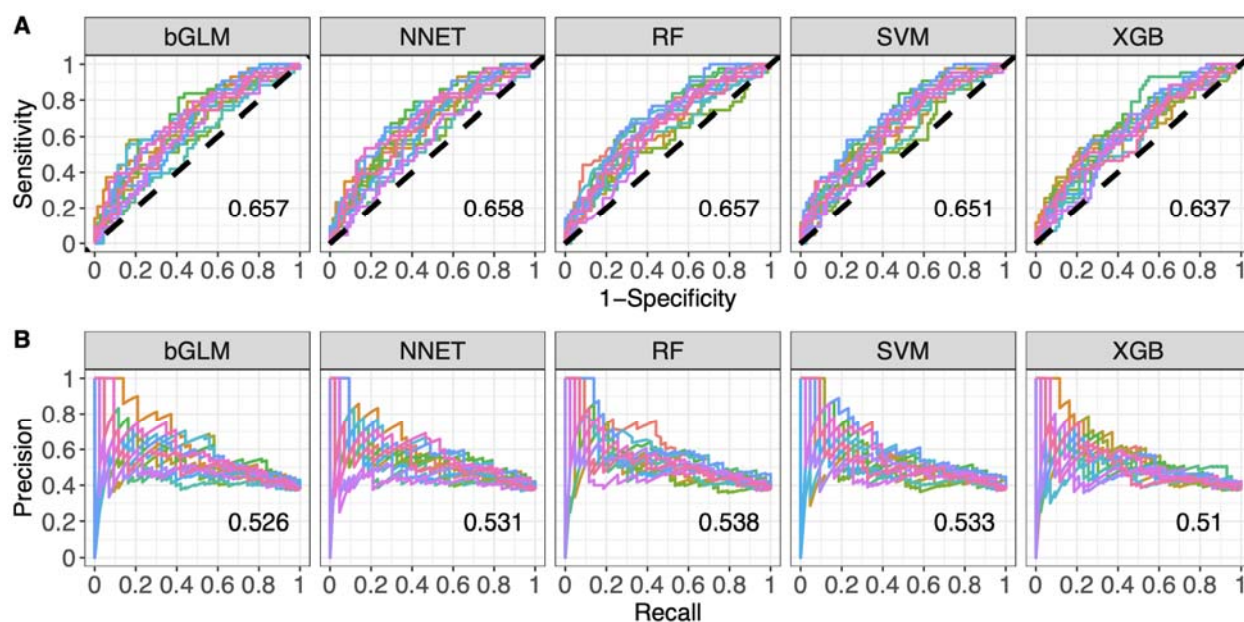 A
bGLM NNET RF SVM XGB
Sensitivity
1
0.8
0.6
0.4
0.2
0
0.657 0.658 0.657 0.651 0.637
0 0.2 0.4 0.6 0.8 1 0 0.2 0.4 0.6 0.8 1 0 0.2 0.4 0.6 0.8 1 0 0.2 0.4 0.6 0.8 1 0 0.2 0.4 0.6 0.8 1
1−Specificity
B
bGLM NNET RF SVM XGB
Precision
1
0.8
0.6
0.4
0.2
0
0.526 0.531 0.538 0.533 0.51
0 0.2 0.4 0.6 0.8 1 0 0.2 0.4 0.6 0.8 1 0 0.2 0.4 0.6 0.8 1 0 0.2 0.4 0.6 0.8 1 0 0.2 0.4 0.6 0.8 1
Recall